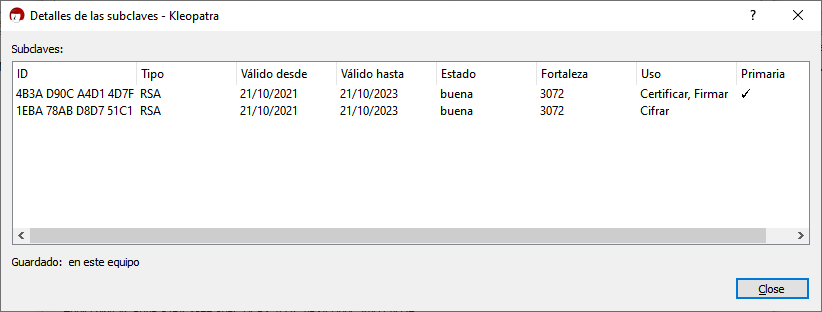 Detalles de las subclaves - Kleopatra
Subclaves:
ID Tipo Válido desde Válido hasta Estado Fortaleza Uso Primaria
4B3A D90C A4D1 4D7F RSA 21/10/2021 21/10/2023 buena 3072 Certificar, Firmar ✓
1EBA 78AB D8D7 51C1 RSA 21/10/2021 21/10/2023 buena 3072 Cifrar
Guardado: en este equipo
Close